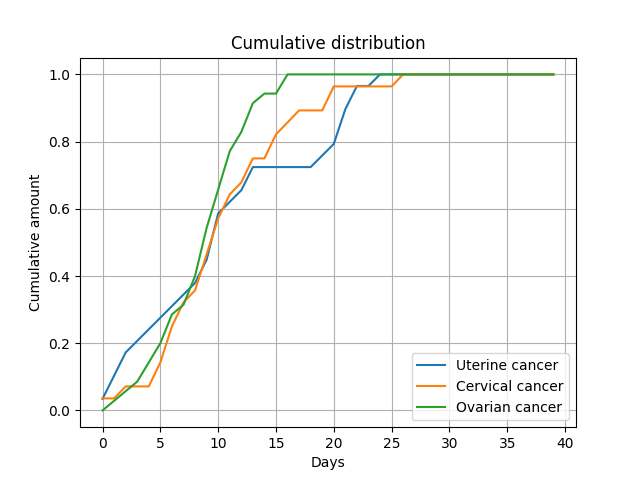 Cumulative distribution
Cumulative amount
1.0
0.8
0.6
0.4
0.2
0.0
Uterine cancer
Cervical cancer
Ovarian cancer
0 5 10 15 20 25 30 35 40
Days